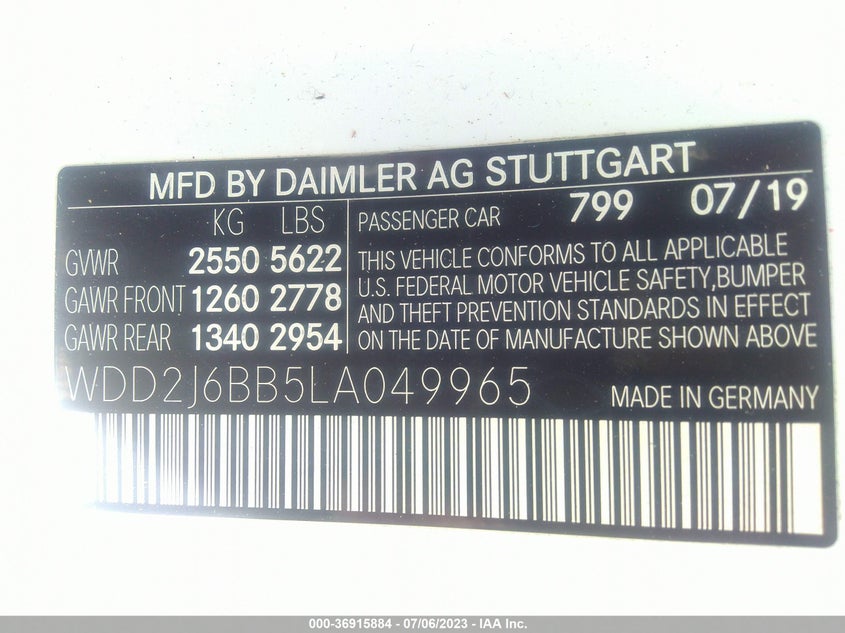 MFD BY DAIMLER AG STUTTGART
KG LBS
GVWR 2550 5622
GAWR FRONT 1260 2778
GAWR REAR 1340 2954
PASSENGER CAR 799 07/19
THIS VEHICLE CONFORMS TO ALL APPLICABLE
U.S. FEDERAL MOTOR VEHICLE SAFETY,BUMPER
AND THEFT PREVENTION STANDARDS IN EFFECT
ON THE DATE OF MANUFACTURE SHOWN ABOVE
WDD2J6BB5LA049965
MADE IN GERMANY
000-36915884 - 07/06/2023 - IAA Inc.